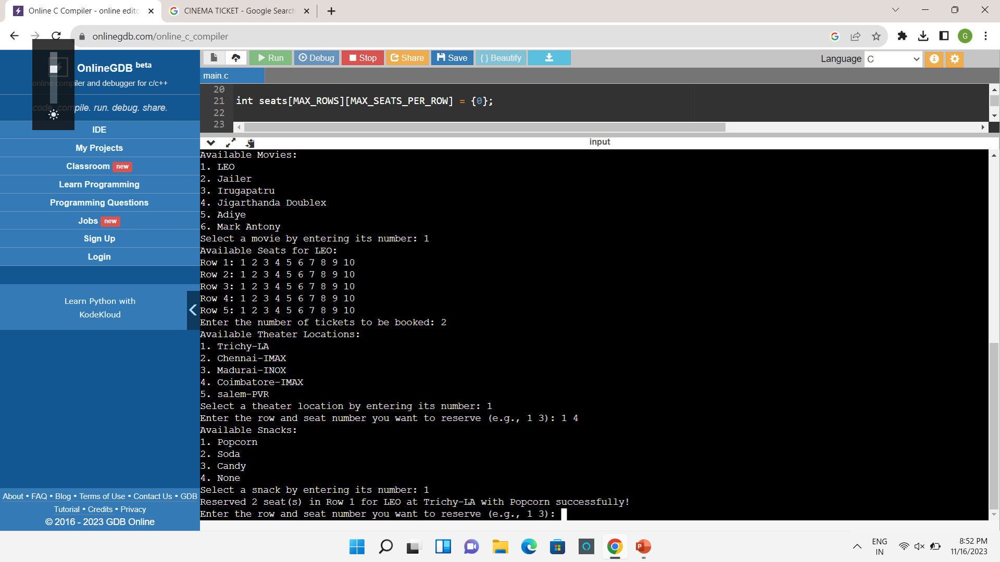 Online C Compiler - online edito
CINEMA TICKET - Google Search
onlinegdb.com/online_c_compiler
G
OnlineGDB beta
online compiler and debugger for c/c++
code. compile. run. debug. share.
IDE
My Projects
Classroom new
Learn Programming
Programming Questions
Jobs new
Sign Up
Login
Learn Python with
KodeKloud
About • FAQ • Blog • Terms of Use • Contact Us • GDB
Tutorial • Credits • Privacy
© 2016 - 2023 GDB Online
Run Debug Stop Share Save { } Beautify
Language C
main.c
20
21 int seats[MAX_ROWS][MAX_SEATS_PER_ROW] = {0};
22
23
input
Available Movies:
1. LEO
2. Jailer
3. Irugapatru
4. Jigarthanda Doublex
5. Adiye
6. Mark Antony
Select a movie by entering its number: 1
Available Seats for LEO:
Row 1: 1 2 3 4 5 6 7 8 9 10
Row 2: 1 2 3 4 5 6 7 8 9 10
Row 3: 1 2 3 4 5 6 7 8 9 10
Row 4: 1 2 3 4 5 6 7 8 9 10
Row 5: 1 2 3 4 5 6 7 8 9 10
Enter the number of tickets to be booked: 2
Available Theater Locations:
1. Trichy-LA
2. Chennai-IMAX
3. Madurai-INOX
4. Coimbatore-IMAX
5. salem-PVR
Select a theater location by entering its number: 1
Enter the row and seat number you want to reserve (e.g., 1 3): 1 4
Available Snacks:
1. Popcorn
2. Soda
3. Candy
4. None
Select a snack by entering its number: 1
Reserved 2 seat(s) in Row 1 for LEO at Trichy-LA with Popcorn successfully!
Enter the row and seat number you want to reserve (e.g., 1 3):
ENG
IN
8:52 PM
11/16/2023